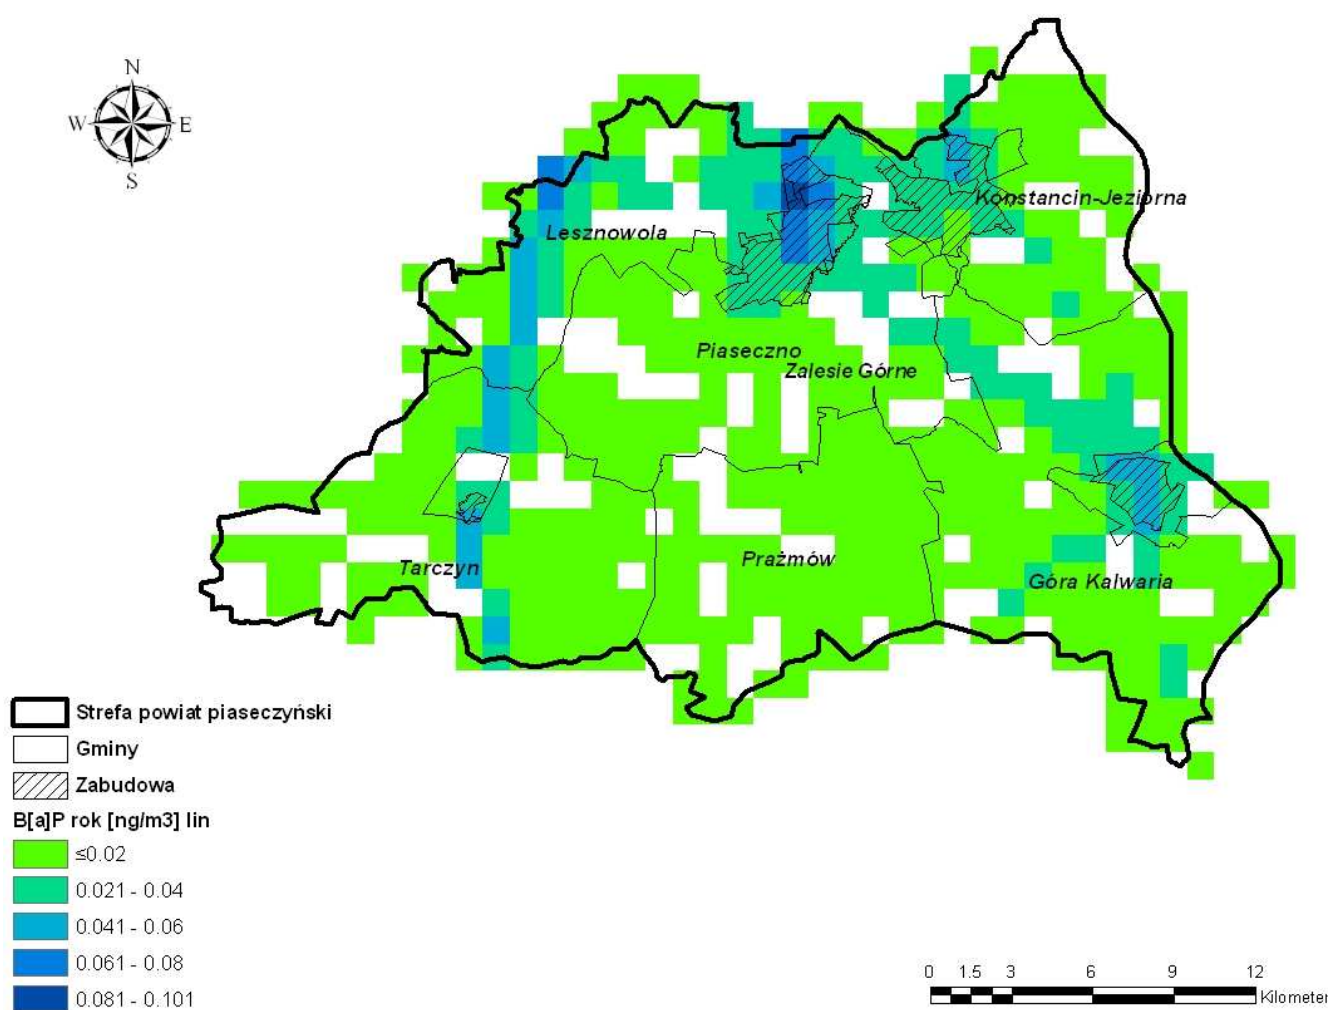 N
W E
S
Konstancin-Jeziorna
Lesznowola
Piaseczno
Zalesie Górne
Tarczyn
Prażmów
Góra Kalwaria
Strefa powiat piaseczyński
Gminy
Zabudowa
B[a]P rok [ng/m3] lin
≤0.02
0.021 - 0.04
0.041 - 0.06
0.061 - 0.08
0.081 - 0.101
0 1.5 3 6 9 12
Kilometer